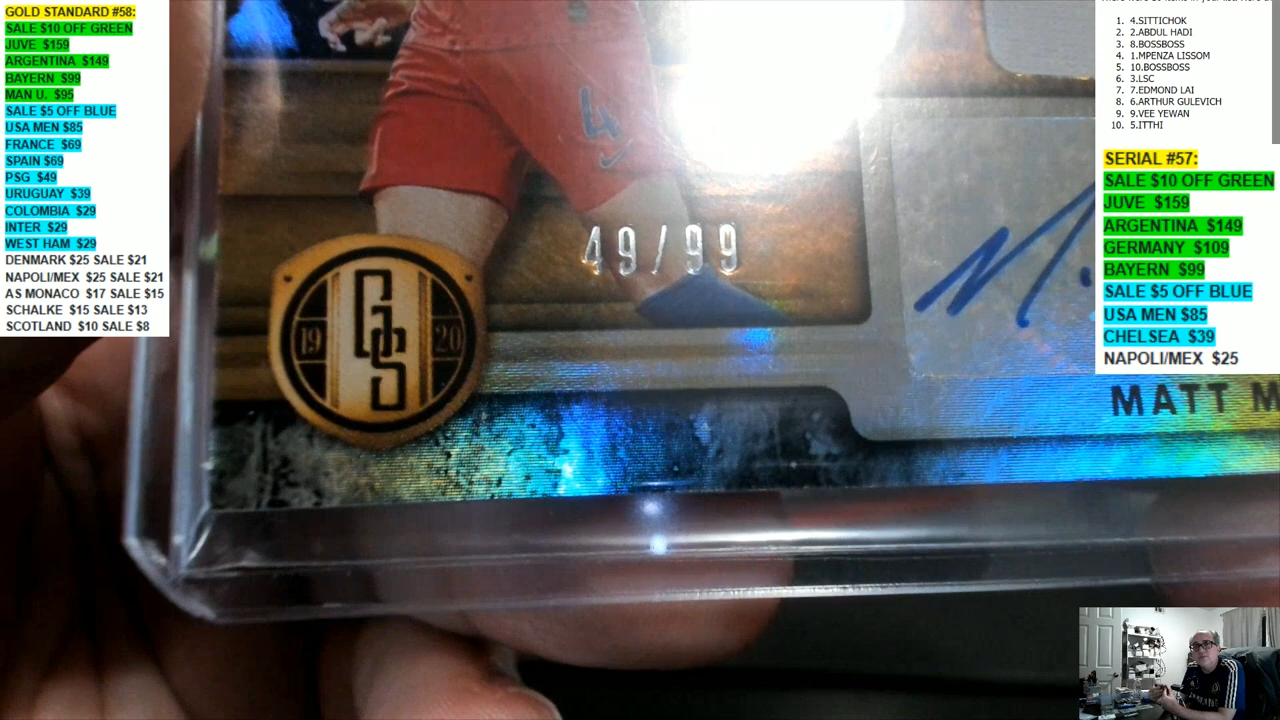 GOLD STANDARD #58:
SALE $10 OFF GREEN
JUVE $159
ARGENTINA $149
BAYERN $99
MAN U. $95
SALE $5 OFF BLUE
USA MEN $85
FRANCE $69
SPAIN $69
PSG $49
URUGUAY $39
COLOMBIA $29
INTER $29
WEST HAM $29
DENMARK $25 SALE $21
NAPOLI/MEX $25 SALE $21
AS MONACO $17 SALE $15
SCHALKE $15 SALE $13
SCOTLAND $10 SALE $8
4
49/99
19 GS 20
MATT M
1. 4.SITTICHOK
2. 2.ABDUL HADI
3. 8.BOSSBOSS
4. 1.MPENZA LISSOM
5. 10.BOSSBOSS
6. 3.LSC
7. 7.EDMOND LAI
8. 6.ARTHUR GULEVICH
9. 9.VEE YEWAN
10. 5.ITTHI
SERIAL #57:
SALE $10 OFF GREEN
JUVE $159
ARGENTINA $149
GERMANY $109
BAYERN $99
SALE $5 OFF BLUE
USA MEN $85
CHELSEA $39
NAPOLI/MEX $25